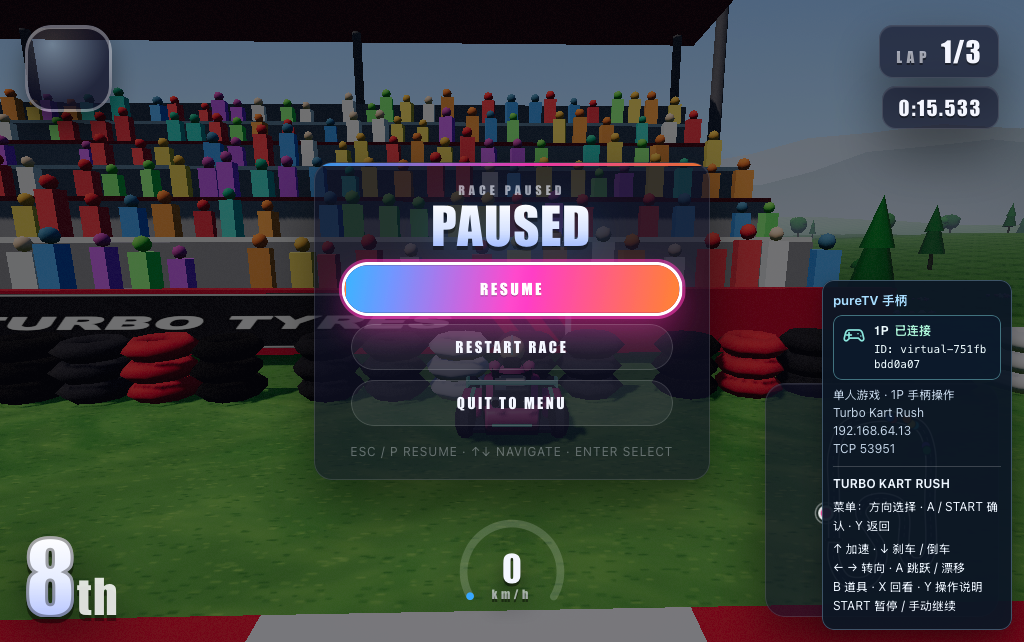 LAP 1/3
0:15.533
RACE PAUSED
PAUSED
RESUME
RESTART RACE
QUIT TO MENU
ESC / P RESUME · ↑↓ NAVIGATE · ENTER SELECT
TURBO TYRES
8th
0
km/h
pureTV 手柄
1P 已连接
ID: virtual-751fb
bdd0a07
单人游戏 · 1P 手柄操作
Turbo Kart Rush
192.168.64.13
TCP 53951
TURBO KART RUSH
菜单：方向选择 · A / START 确
认 · Y 返回
↑ 加速 · ↓ 刹车 / 倒车
← → 转向 · A 跳跃 / 漂移
B 道具 · X 回看 · Y 操作说明
START 暂停 / 手动继续